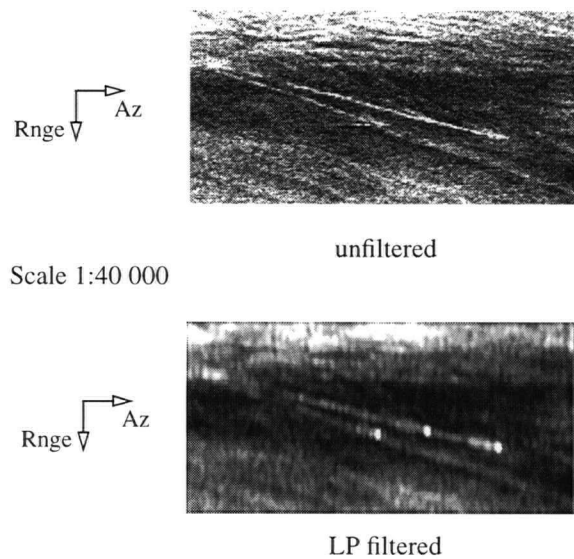 Az
Rnge
unfiltered
Scale 1:40 000
Az
Rnge
LP filtered